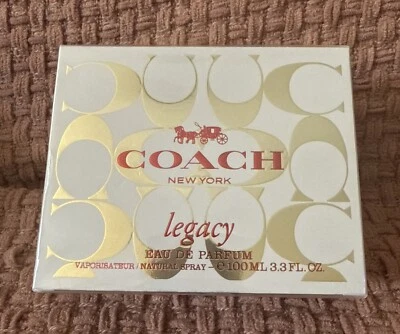 COACH
NEW YORK
legacy
EAU DE PARFUM
VAPORISATEUR / NATURAL SPRAY - ℮ 100 ML 3.3 FL. OZ.